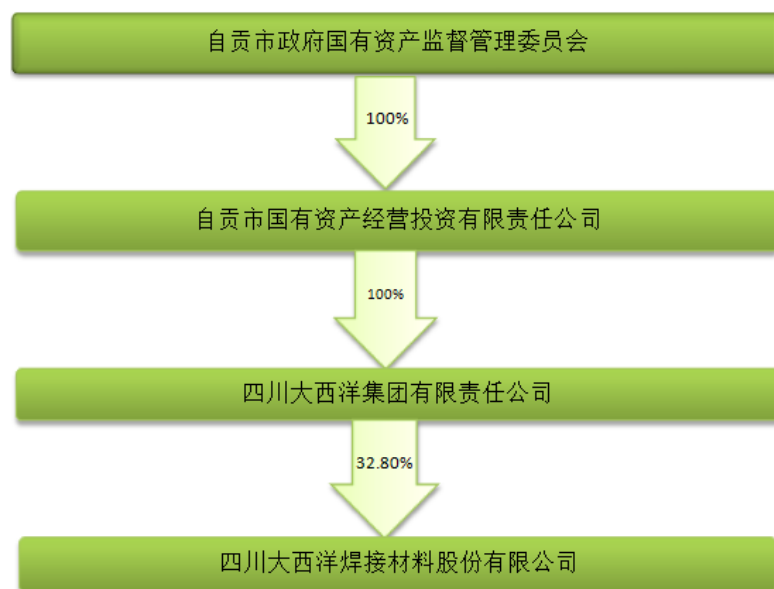 自贡市政府国有资产监督管理委员会
100%
自贡市国有资产经营投资有限责任公司
100%
四川大西洋集团有限责任公司
32.80%
四川大西洋焊接材料股份有限公司